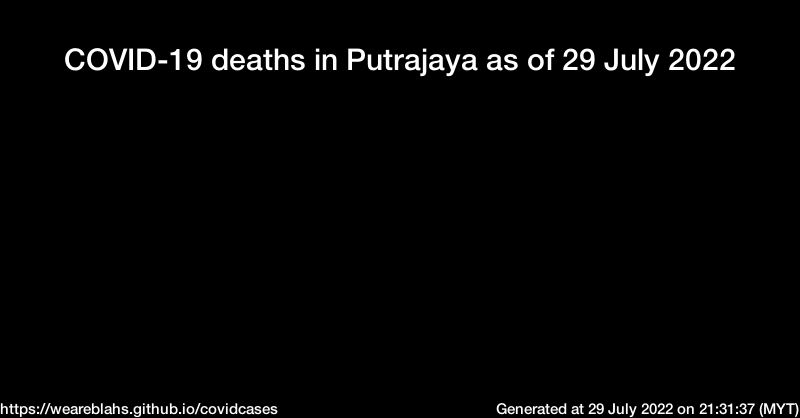 COVID-19 deaths in Putrajaya as of 29 July 2022
https://weareblahs.github.io/covidcases
Generated at 29 July 2022 on 21:31:37 (MYT)